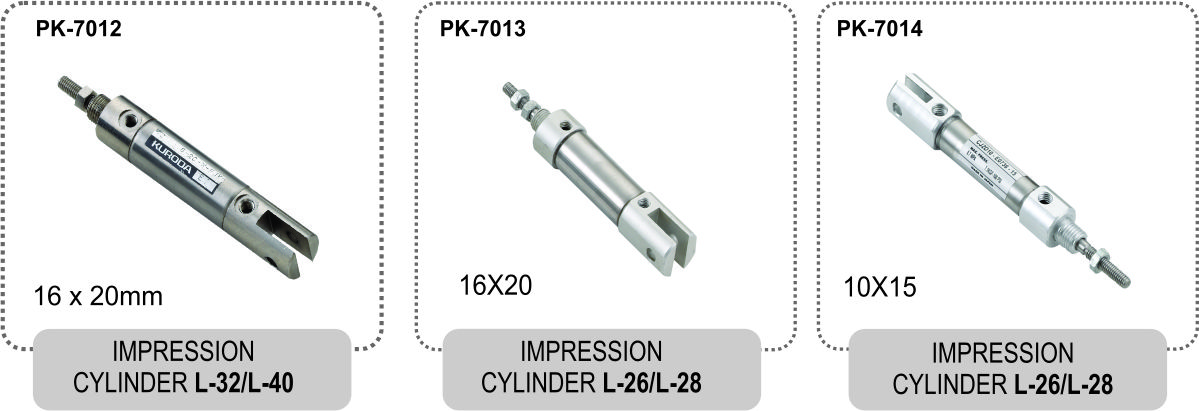 PK-7012
KURODA
16 x 20mm
IMPRESSION
CYLINDER L-32/L-40
PK-7013
16X20
IMPRESSION
CYLINDER L-26/L-28
PK-7014
10X15
IMPRESSION
CYLINDER L-26/L-28